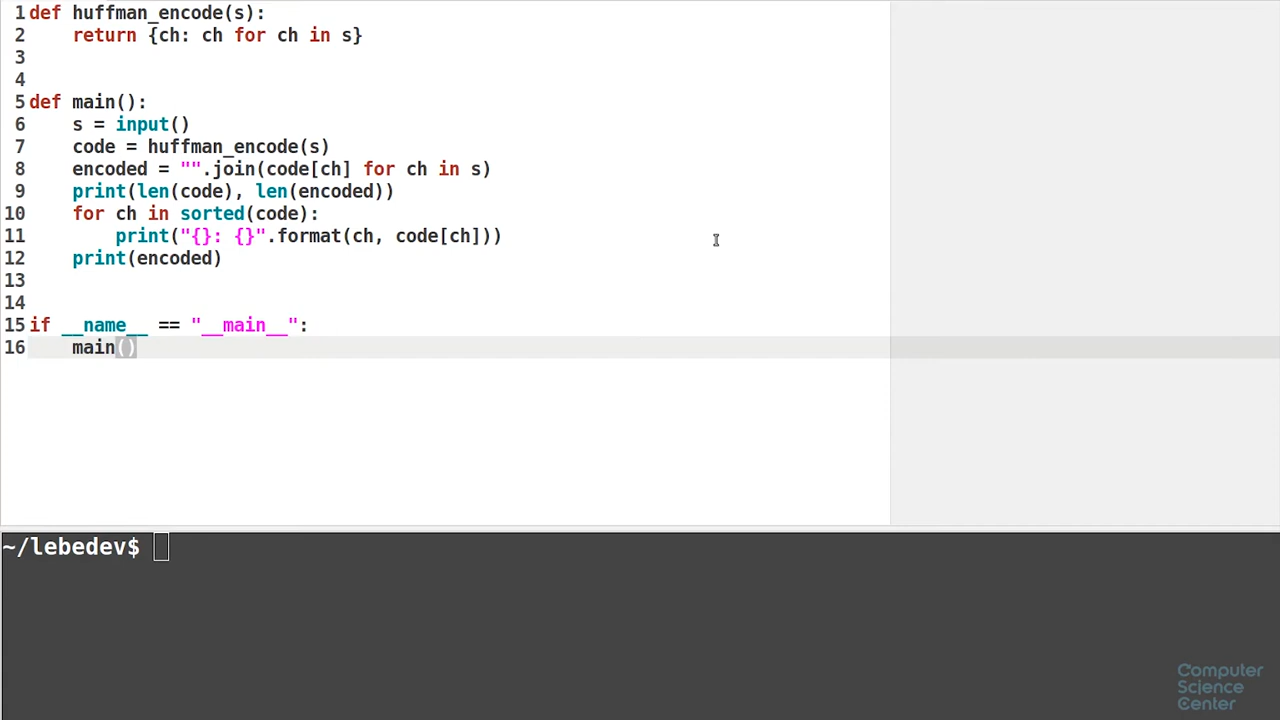 1 def huffman_encode(s):
2     return {ch: ch for ch in s}
3
4
5 def main():
6     s = input()
7     code = huffman_encode(s)
8     encoded = "".join(code[ch] for ch in s)
9     print(len(code), len(encoded))
10     for ch in sorted(code):
11         print("{}: {}".format(ch, code[ch]))
12     print(encoded)
13
14
15 if __name__ == "__main__":
16     main()
~/lebedev$
Computer
Science
Center